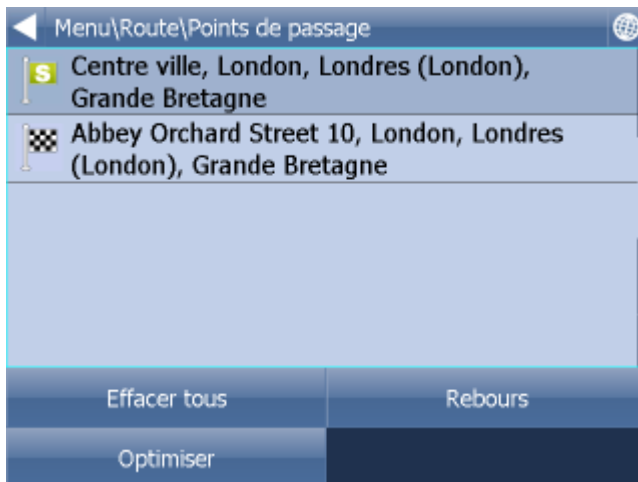 Menu\Route\Points de passage
S
Centre ville, London, Londres (London),
Grande Bretagne
Abbey Orchard Street 10, London, Londres
(London), Grande Bretagne
Effacer tous
Rebours
Optimiser